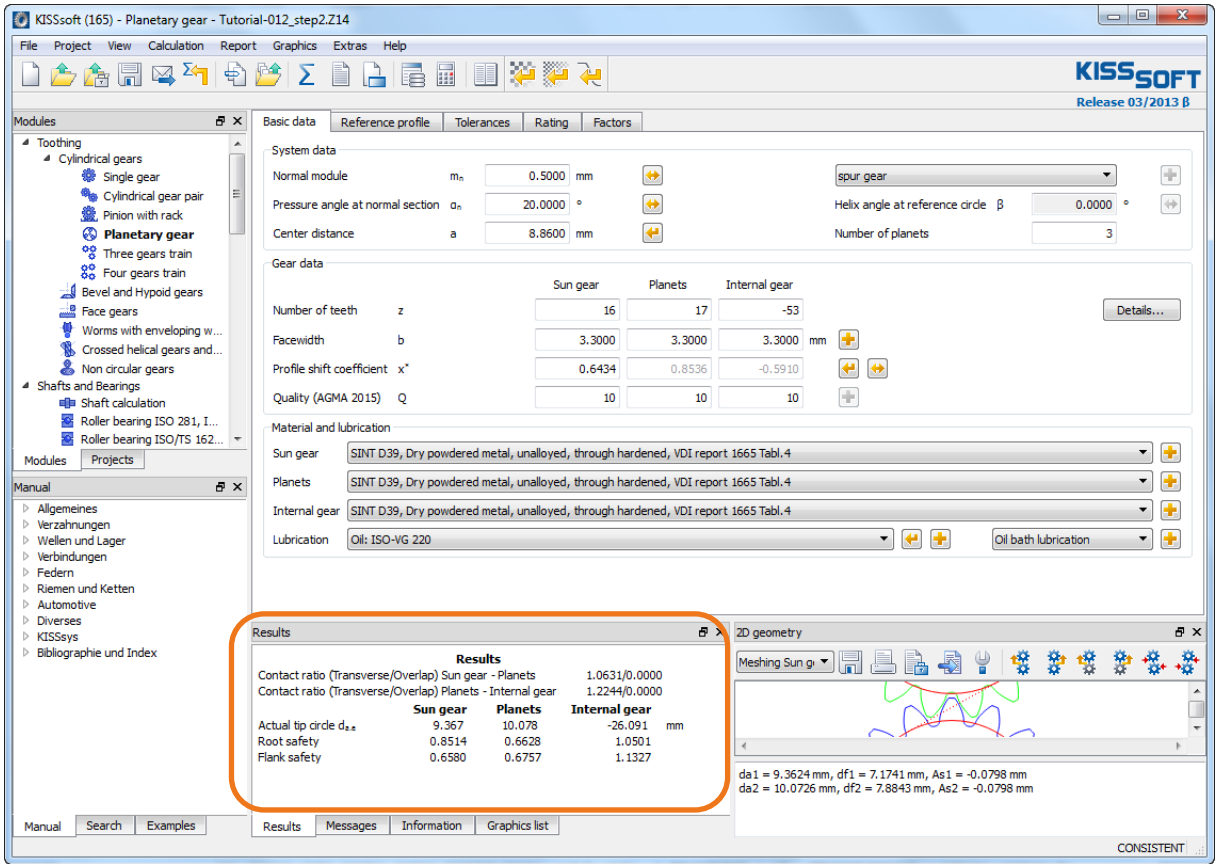 KISSsoft (165) - Planetary gear - Tutorial-012_step2.Z14
File Project View Calculation Report Graphics Extras Help
KISSSOFT
Release 03/2013 β
Modules
Toothing
Cylindrical gears
Single gear
Cylindrical gear pair
Pinion with rack
Planetary gear
Three gears train
Four gears train
Bevel and Hypoid gears
Face gears
Worms with enveloping w...
Crossed helical gears and...
Non circular gears
Shafts and Bearings
Shaft calculation
Roller bearing ISO 281, I...
Roller bearing ISO/TS 162...
Modules Projects
Manual
Allgemeines
Verzahnungen
Wellen und Lager
Verbindungen
Federn
Riemen und Ketten
Automotive
Diverses
KISSsys
Bibliographie und Index
Manual Search Examples
Basic data Reference profile Tolerances Rating Factors
System data
Normal module mₙ 0.5000 mm spur gear
Pressure angle at normal section αₙ 20.0000 ° Helix angle at reference circle β 0.0000 °
Center distance a 8.8600 mm Number of planets 3
Gear data
Sun gear Planets Internal gear
Number of teeth z 16 17 -53 Details...
Facewidth b 3.3000 3.3000 3.3000 mm
Profile shift coefficient x* 0.6434 0.8536 -0.5910
Quality (AGMA 2015) Q 10 10 10
Material and lubrication
Sun gear SINT D39, Dry powdered metal, unalloyed, through hardened, VDI report 1665 Tabl.4
Planets SINT D39, Dry powdered metal, unalloyed, through hardened, VDI report 1665 Tabl.4
Internal gear SINT D39, Dry powdered metal, unalloyed, through hardened, VDI report 1665 Tabl.4
Lubrication Oil: ISO-VG 220 Oil bath lubrication
Results
Results
Contact ratio (Transverse/Overlap) Sun gear - Planets 1.0631/0.0000
Contact ratio (Transverse/Overlap) Planets - Internal gear 1.2244/0.0000
Sun gear Planets Internal gear
Actual tip circle dₐ.ₑ 9.367 10.078 -26.091 mm
Root safety 0.8514 0.6628 1.0501
Flank safety 0.6580 0.6757 1.1327
Results Messages Information Graphics list
2D geometry
Meshing Sun g
da1 = 9.3624 mm, df1 = 7.1741 mm, As1 = -0.0798 mm
da2 = 10.0726 mm, df2 = 7.8843 mm, As2 = -0.0798 mm
CONSISTENT